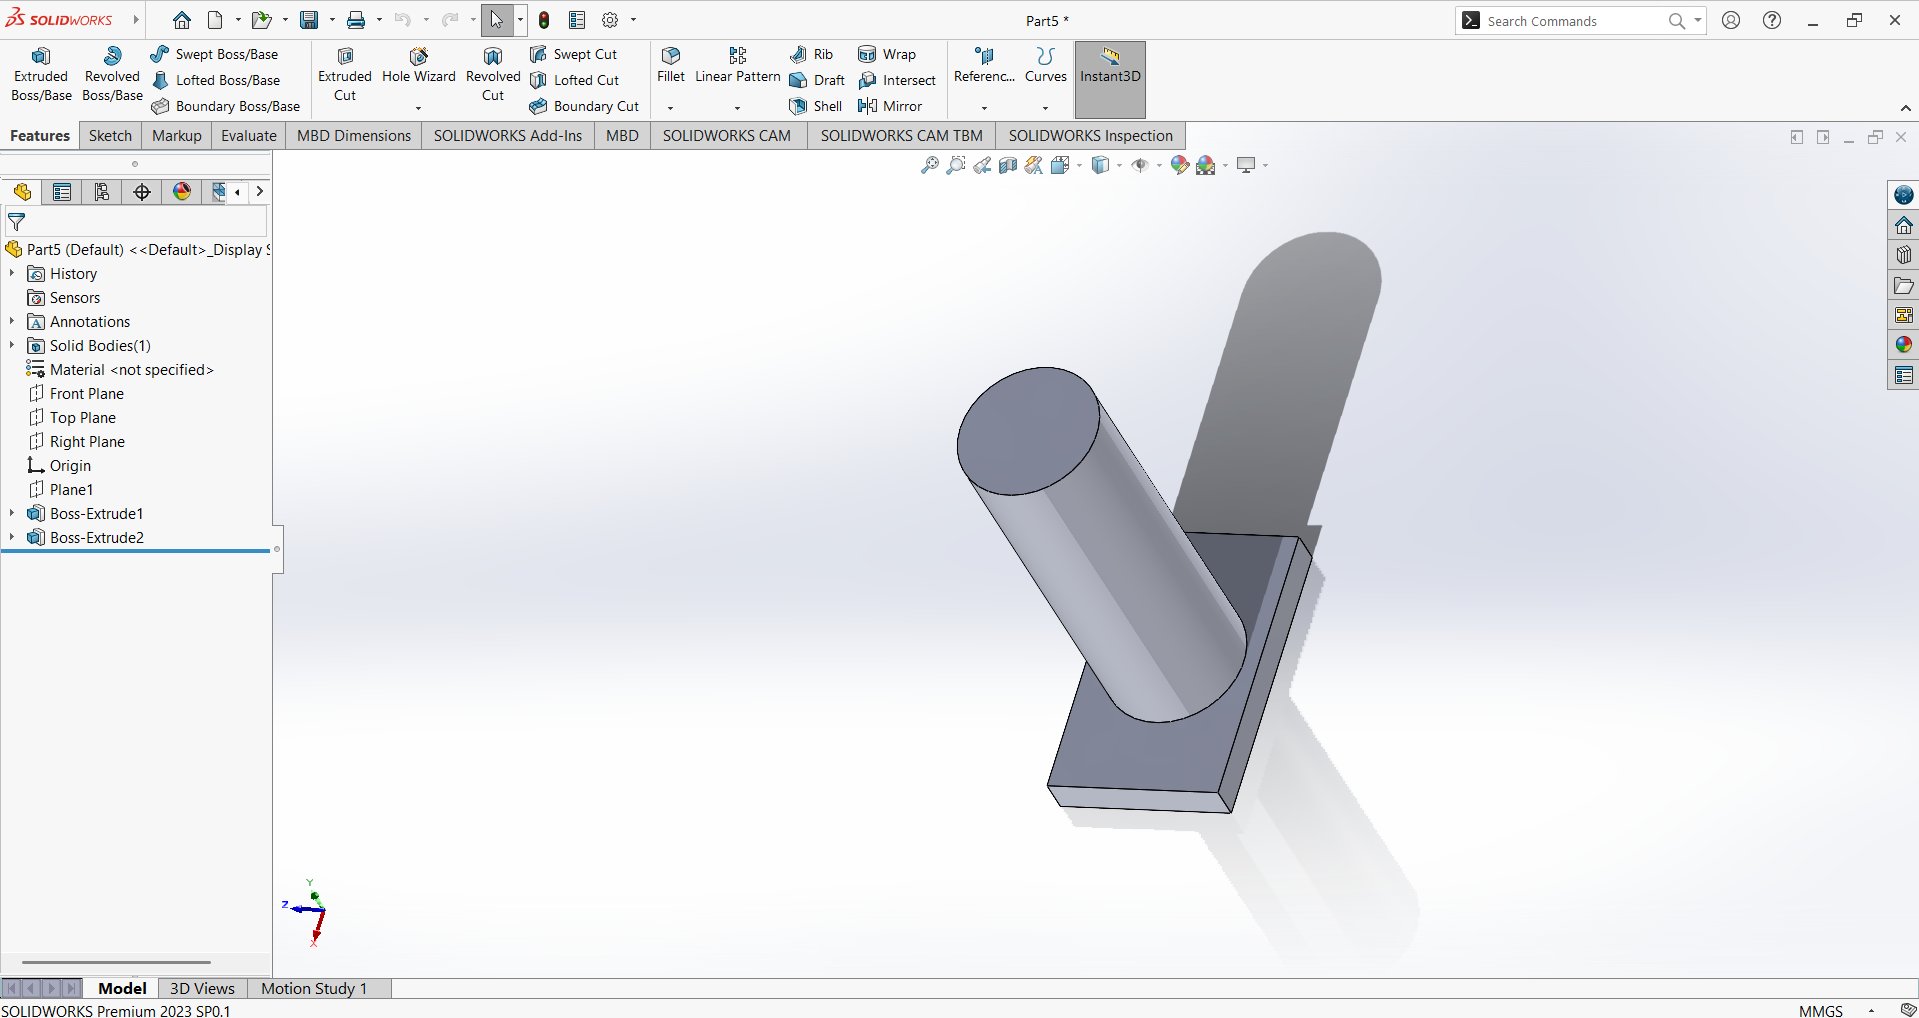 SOLIDWORKS
Part5 *
Search Commands
Extruded Boss/Base
Revolved Boss/Base
Swept Boss/Base
Lofted Boss/Base
Boundary Boss/Base
Extruded Cut
Hole Wizard
Revolved Cut
Swept Cut
Lofted Cut
Boundary Cut
Fillet
Linear Pattern
Rib
Draft
Shell
Wrap
Intersect
Mirror
Referenc...
Curves
Instant3D
Features
Sketch
Markup
Evaluate
MBD Dimensions
SOLIDWORKS Add-Ins
MBD
SOLIDWORKS CAM
SOLIDWORKS CAM TBM
SOLIDWORKS Inspection
Part5 (Default) <<Default>_Display S
History
Sensors
Annotations
Solid Bodies(1)
Material <not specified>
Front Plane
Top Plane
Right Plane
Origin
Plane1
Boss-Extrude1
Boss-Extrude2
Y
Z
X
Model
3D Views
Motion Study 1
SOLIDWORKS Premium 2023 SP0.1
MMGS